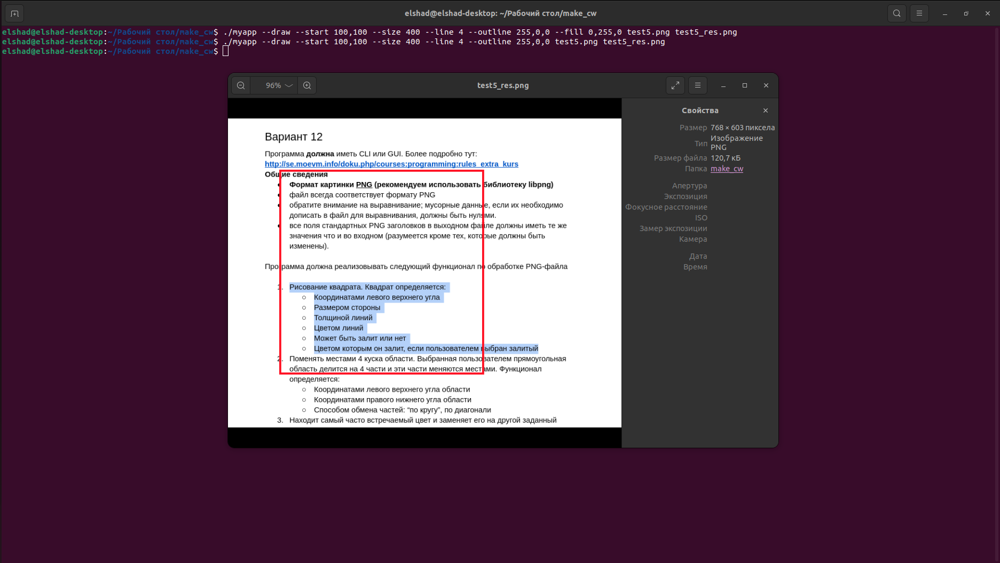 elshad@elshad-desktop: ~/Рабочий стол/make_cw
elshad@elshad-desktop:~/Рабочий стол/make_cw$ ./myapp --draw --start 100,100 --size 400 --line 4 --outline 255,0,0 --fill 0,255,0 test5.png test5_res.png
elshad@elshad-desktop:~/Рабочий стол/make_cw$ ./myapp --draw --start 100,100 --size 400 --line 4 --outline 255,0,0 test5.png test5_res.png
elshad@elshad-desktop:~/Рабочий стол/make_cw$
96%
test5_res.png
Вариант 12
Программа должна иметь CLI или GUI. Более подробно тут:
http://se.moevm.info/doku.php/courses:programming:rules_extra_kurs
Общие сведения
• Формат картинки PNG (рекомендуем использовать библиотеку libpng)
• файл всегда соответствует формату PNG
• обратите внимание на выравнивание; мусорные данные, если их необходимо
дописать в файл для выравнивания, должны быть нулями.
• все поля стандартных PNG заголовков в выходном файле должны иметь те же
значения что и во входном (разумеется кроме тех, которые должны быть
изменены).
Программа должна реализовывать следующий функционал по обработке PNG-файла
1. Рисование квадрата. Квадрат определяется:
○ Координатами левого верхнего угла
○ Размером стороны
○ Толщиной линий
○ Цветом линий
○ Может быть залит или нет
○ Цветом которым он залит, если пользователем выбран залитый
2. Поменять местами 4 куска области. Выбранная пользователем прямоугольная
область делится на 4 части и эти части меняются местами. Функционал
определяется:
○ Координатами левого верхнего угла области
○ Координатами правого нижнего угла области
○ Способом обмена частей: “по кругу”, по диагонали
3. Находит самый часто встречаемый цвет и заменяет его на другой заданный
Свойства
Размер 768 × 603 пиксела
Тип Изображение
PNG
Размер файла 120,7 кБ
Папка make_cw
Апертура
Экспозиция
Фокусное расстояние
ISO
Замер экспозиции
Камера
Дата
Время